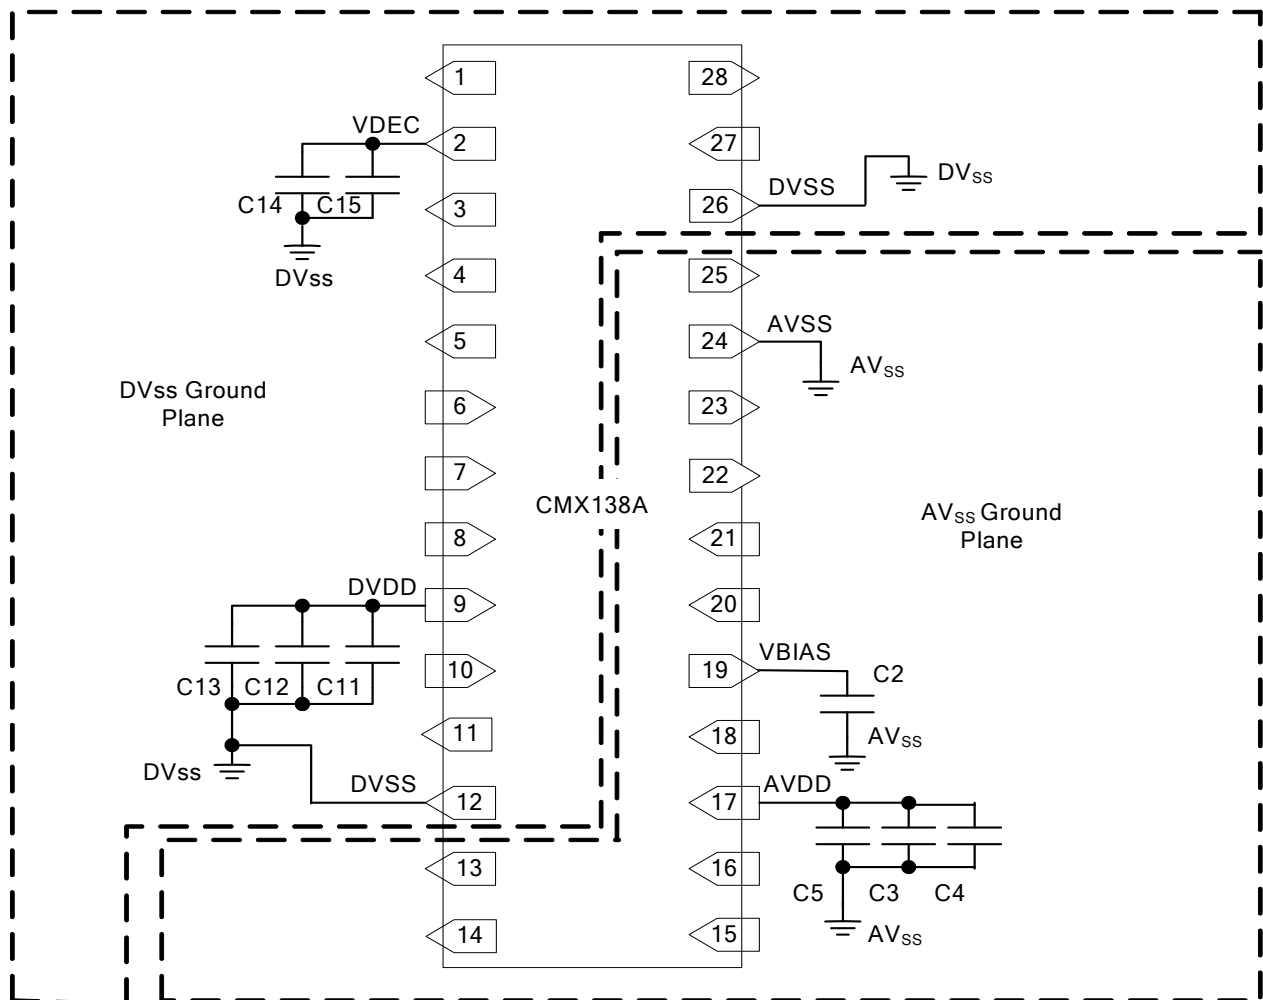 1
28
VDEC
2
27
DVSS
DVSS
C14
C15
3
26
DVss
4
25
AVSS
5
24
AVSS
DVss Ground
Plane
6
23
7
22
CMX138A
AVSS Ground
Plane
8
21
DVDD
9
20
VBIAS
C13
C12
C11
10
19
C2
11
18
AVSS
DVss
DVSS
AVDD
12
17
13
16
C5
C3
C4
14
15
AVSS